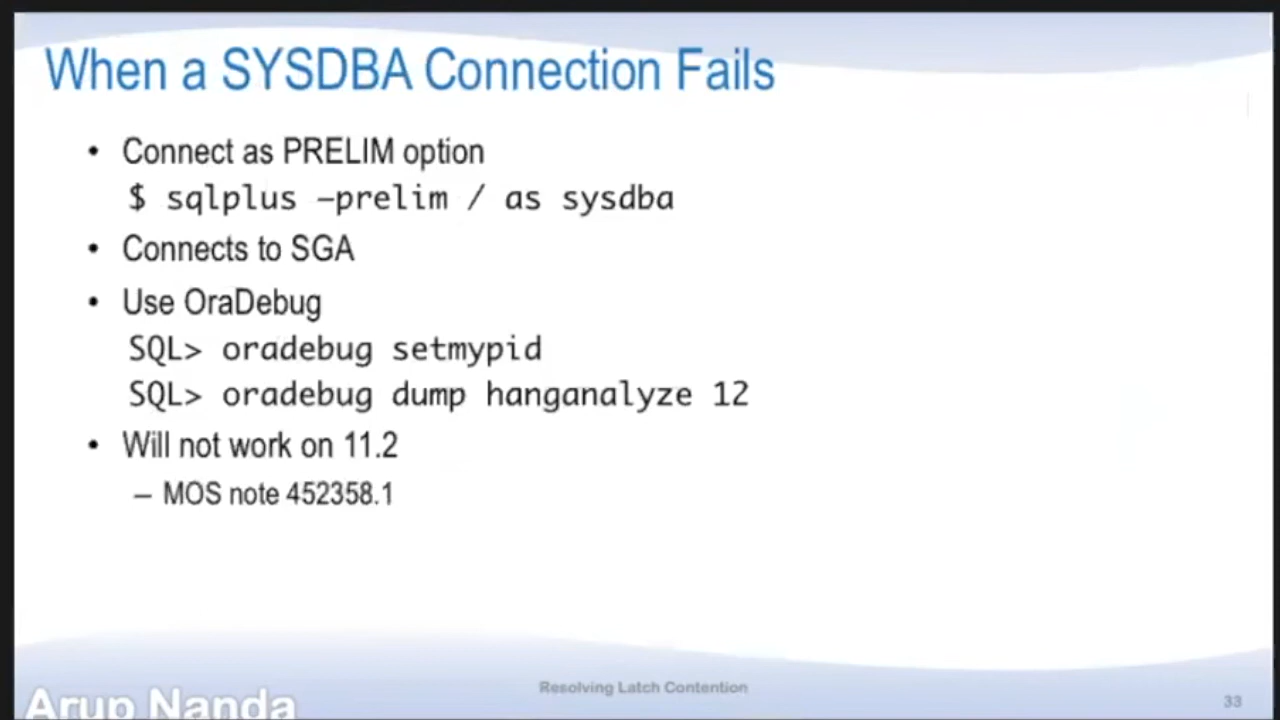 When a SYSDBA Connection Fails
• Connect as PRELIM option
$ sqlplus –prelim / as sysdba
• Connects to SGA
• Use OraDebug
SQL> oradebug setmypid
SQL> oradebug dump hanganalyze 12
• Will not work on 11.2
– MOS note 452358.1
Resolving Latch Contention
33
Arup Nanda